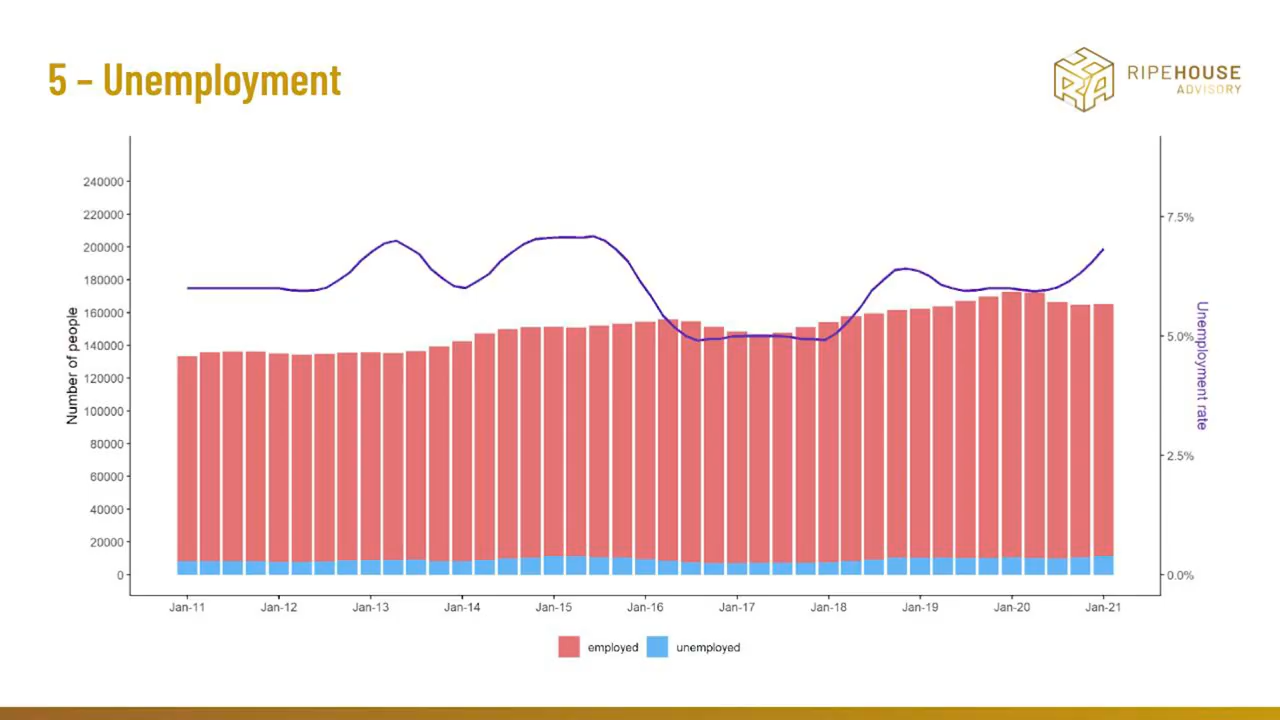 5 – Unemployment
RIPEHOUSE
ADVISORY
240000
220000
200000
180000
160000
140000
120000
100000
80000
60000
40000
20000
0
Number of people
7.5%
5.0%
2.5%
0.0%
Unemployment rate
Jan-11 Jan-12 Jan-13 Jan-14 Jan-15 Jan-16 Jan-17 Jan-18 Jan-19 Jan-20 Jan-21
employed unemployed